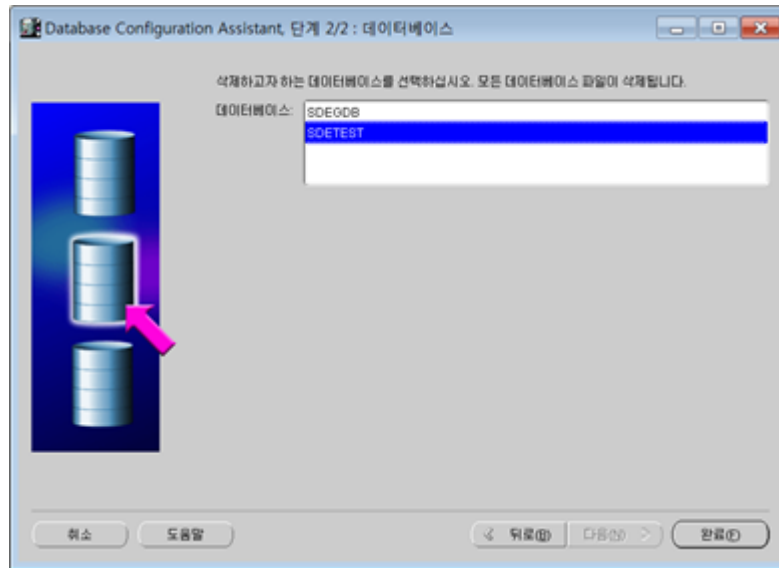 Database Configuration Assistant, 단계 2/2 : 데이터베이스
삭제하고자 하는 데이터베이스를 선택하십시오. 모든 데이터베이스 파일이 삭제됩니다.
데이터베이스:
SDEGDB
SDETEST
취소
도움말
뒤로(B)
다음(N)
완료(F)